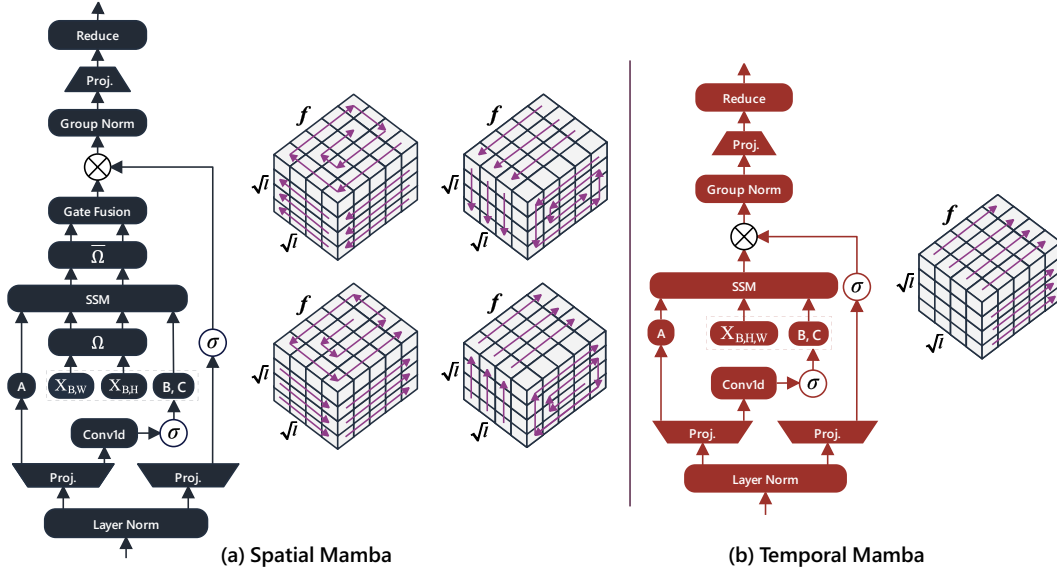 Reduce
Proj.
Group Norm
Gate Fusion
Ω̅
SSM
Ω
σ
A
X_B,W
X_B,H
B, C
Conv1d
σ
Proj.
Proj.
Layer Norm
f
√i
√i
f
√i
√i
f
√i
√i
f
√i
√i
(a) Spatial Mamba
Reduce
Proj.
Group Norm
SSM
σ
A
X_B,H,W
B, C
Conv1d
σ
Proj.
Proj.
Layer Norm
f
√i
√i
(b) Temporal Mamba